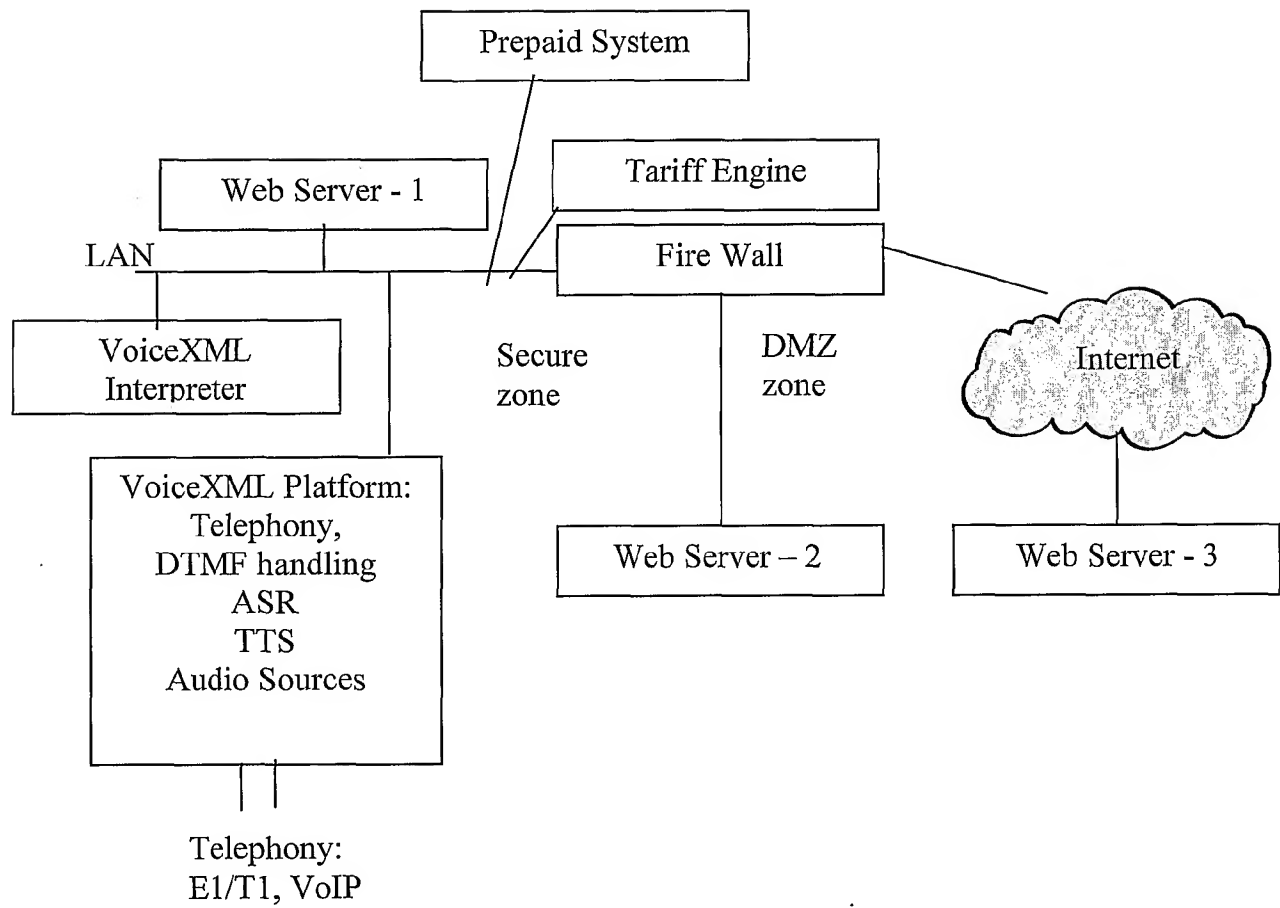 Prepaid System
Tariff Engine
Web Server - 1
LAN
Fire Wall
VoiceXML
Interpreter
Secure
zone
DMZ
zone
Internet
VoiceXML Platform:
Telephony,
DTMF handling
ASR
TTS
Audio Sources
Web Server – 2
Web Server - 3
Telephony:
E1/T1, VoIP